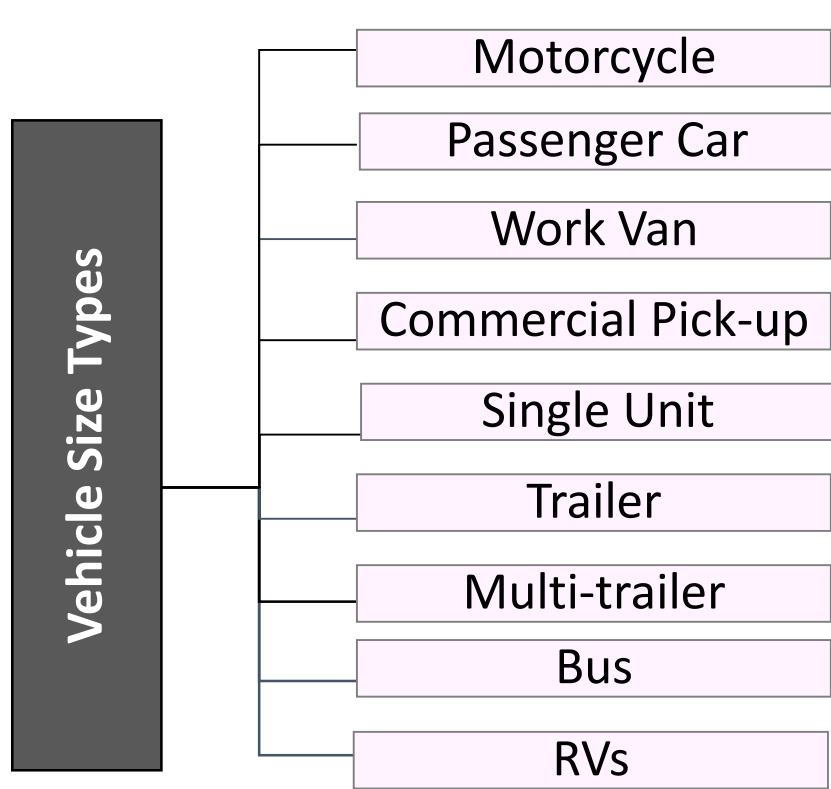 Vehicle Size Types
Motorcycle
Passenger Car
Work Van
Commercial Pick-up
Single Unit
Trailer
Multi-trailer
Bus
RVs